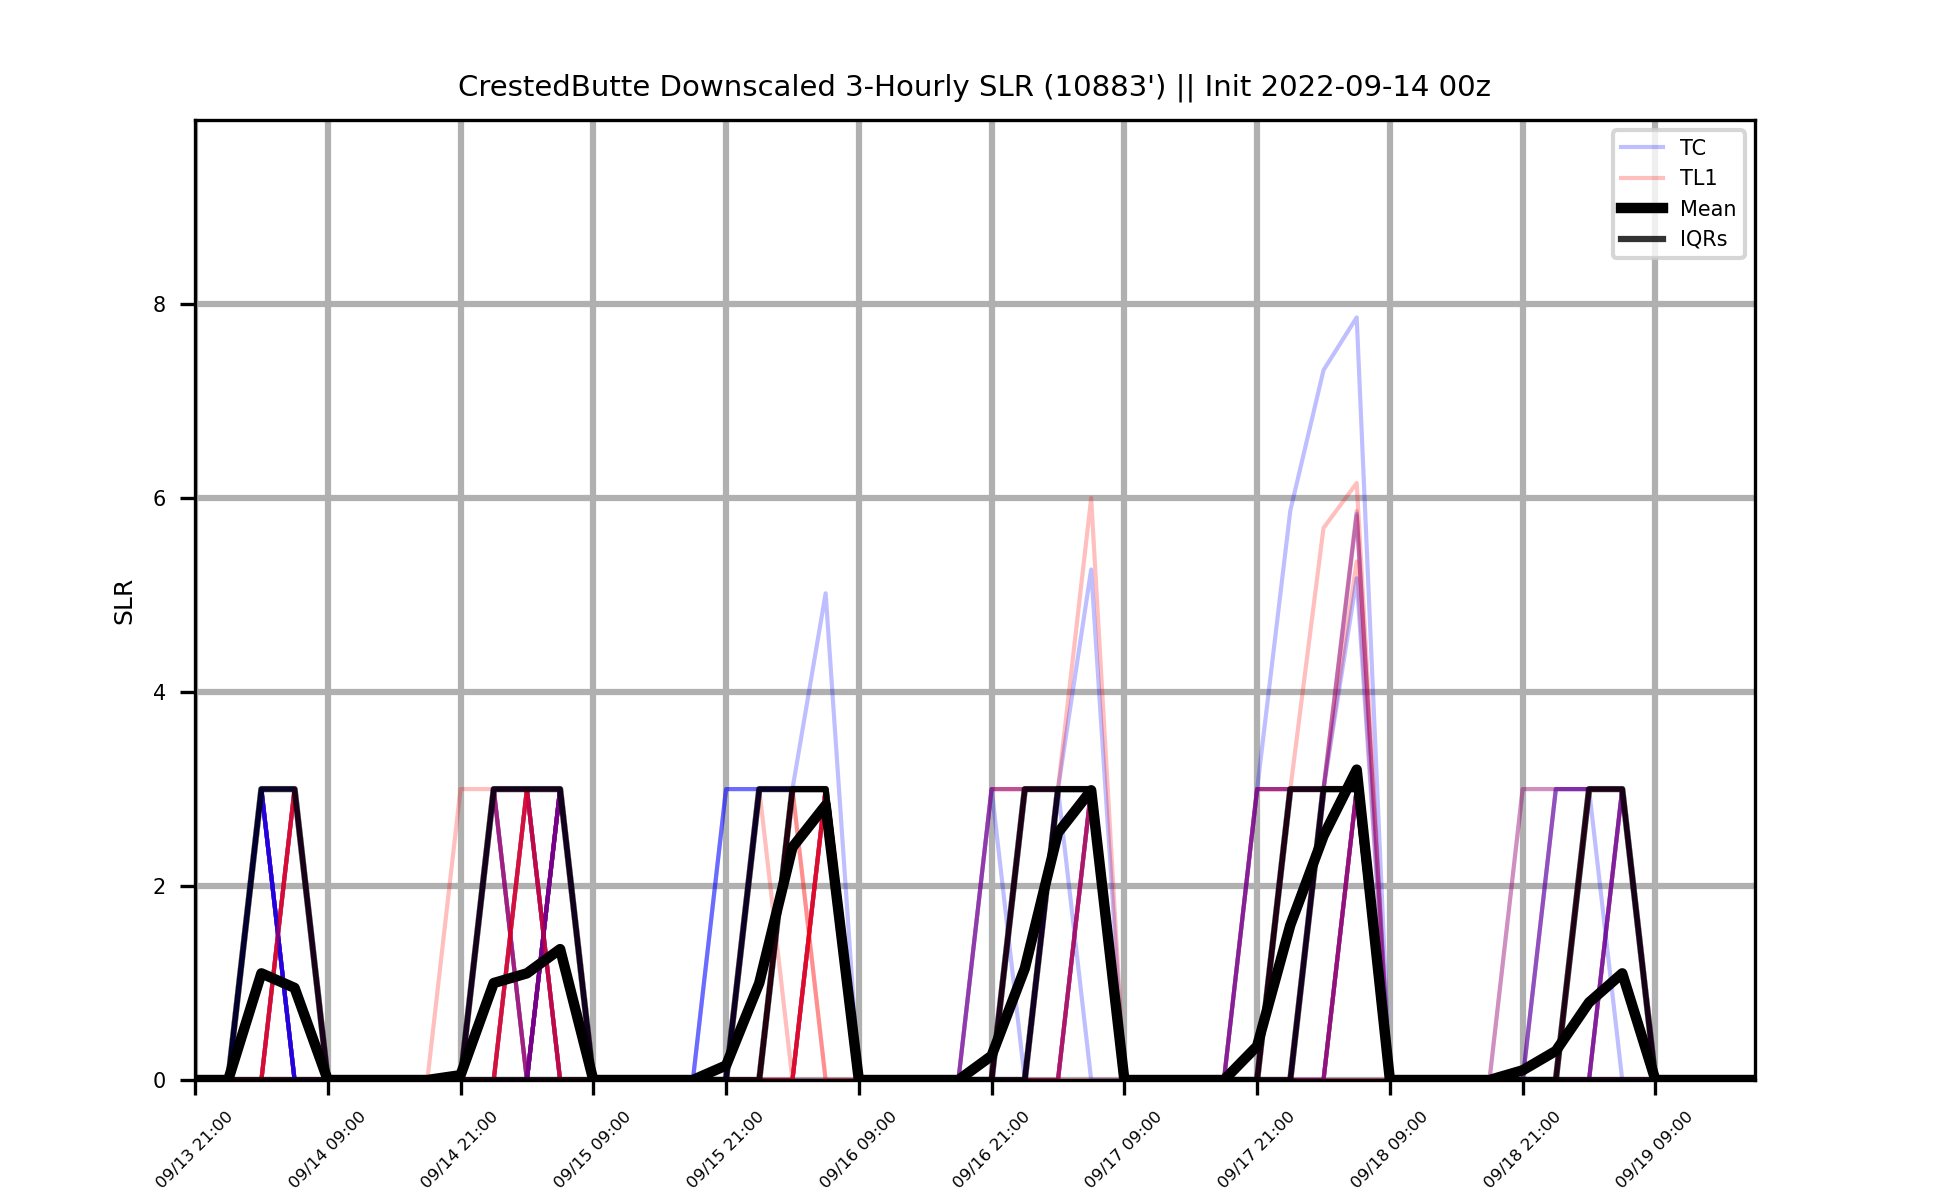 CrestedButte Downscaled 3-Hourly SLR (10883') || Init 2022-09-14 00z
TC
TL1
Mean
IQRs
SLR
8
6
4
2
0
09/13 21:00
09/14 09:00
09/14 21:00
09/15 09:00
09/15 21:00
09/16 09:00
09/16 21:00
09/17 09:00
09/17 21:00
09/18 09:00
09/18 21:00
09/19 09:00